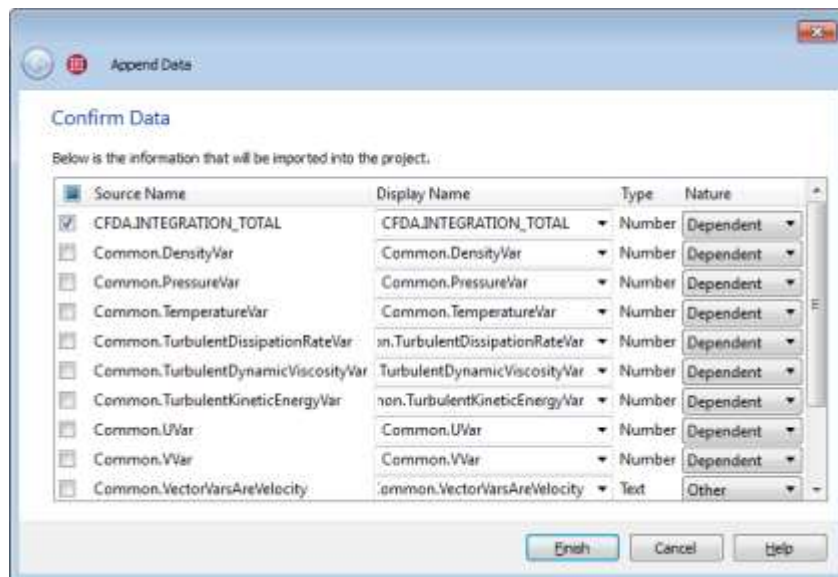 Append Data
Confirm Data
Below is the information that will be imported into the project.
Source Name Display Name Type Nature
CFDA.INTEGRATION_TOTAL CFDA.INTEGRATION_TOTAL Number Dependent
Common.DensityVar Common.DensityVar Number Dependent
Common.PressureVar Common.PressureVar Number Dependent
Common.TemperatureVar Common.TemperatureVar Number Dependent
Common.TurbulentDissipationRateVar on.TurbulentDissipationRateVar Number Dependent
Common.TurbulentDynamicViscosityVar TurbulentDynamicViscosityVar Number Dependent
Common.TurbulentKineticEnergyVar non.TurbulentKineticEnergyVar Number Dependent
Common.UVar Common.UVar Number Dependent
Common.VVar Common.VVar Number Dependent
Common.VectorVarsAreVelocity ommon.VectorVarsAreVelocity Text Other
Finish Cancel Help